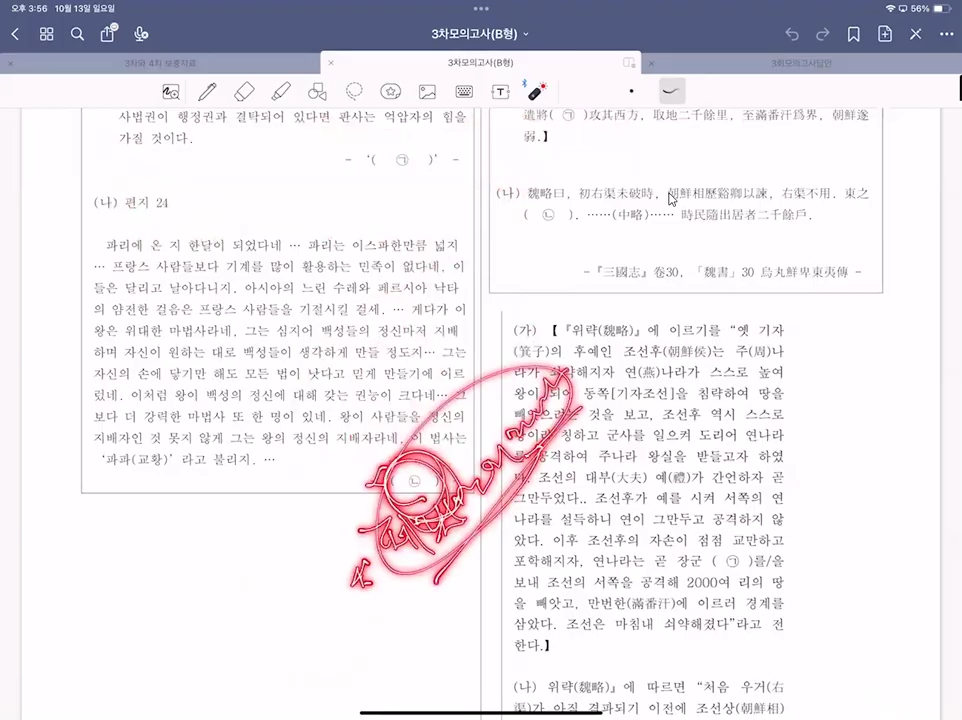 오후 3:56 10월 13일 일요일
56%
3차모의고사(B형)
3차와 4차 보충자료
3차모의고사(B형)
3회모의고사답안
사법권이 행정권과 결탁되어 있다면 판사는 억압자의 힘을
가질 것이다.
- ‘( ㉠ )’ -
(나) 편지 24
파리에 온 지 한달이 되었다네 … 파리는 이스파한만큼 넓지
… 프랑스 사람들보다 기계를 많이 활용하는 민족이 없다네. 이
들은 달리고 날아다니지. 아시아의 느린 수레와 페르시아 낙타
의 얌전한 걸음은 프랑스 사람들을 기절시킬 걸세. … 게다가 이
왕은 위대한 마법사라네. 그는 심지어 백성들의 정신마저 지배
하며 자신이 원하는 대로 백성들이 생각하게 만들 정도지… 그는
자신의 손에 닿기만 해도 모든 법이 낫다고 믿게 만들기에 이르
렀네. 이처럼 왕이 백성의 정신에 대해 갖는 권능이 크다네… 그
보다 더 강력한 마법사 또 한 명이 있네. 왕이 사람들을 정신의
지배자인 것 못지 않게 그는 왕의 정신의 지배자라네. 이 법사는
‘파파(교황)’ 라고 불리지. …
㉡
遣將( ㉠ )攻其西方, 取地二千餘里, 至滿番汗爲界, 朝鮮遂
弱.】
(나) 魏略曰, 初右渠未破時, 朝鮮相歷谿卿以諫, 右渠不用. 東之
( ㉡ ), ……(中略)…… 時民隨出居者二千餘戶.
-『三國志』卷30, 「魏書」30 烏丸鮮卑東夷傳 -
(가) 【『위략(魏略)』에 이르기를 “옛 기자
(箕子)의 후예인 조선후(朝鮮侯)는 주(周)나
라가 쇠약해지자 연(燕)나라가 스스로 높여
왕이 되어 동쪽[기자조선]을 침략하여 땅을
빼앗으려는 것을 보고, 조선후 역시 스스로
왕이라 칭하고 군사를 일으켜 도리어 연나라
를 공격하여 주나라 왕실을 받들고자 하였
다. 조선의 대부(大夫) 예(禮)가 간언하자 곧
그만두었다.. 조선후가 예를 시켜 서쪽의 연
나라를 설득하니 연이 그만두고 공격하지 않
았다. 이후 조선후의 자손이 점점 교만하고
포학해지자, 연나라는 곧 장군 ( ㉠ )를/을
보내 조선의 서쪽을 공격해 2000여 리의 땅
을 빼앗고, 만번한(滿番汗)에 이르러 경계를
삼았다. 조선은 마침내 쇠약해졌다”라고 전
한다.】
(나) 위략(魏略)』에 따르면 “처음 우거(右
渠)가 아직 격파되기 이전에 조선상(朝鮮相)